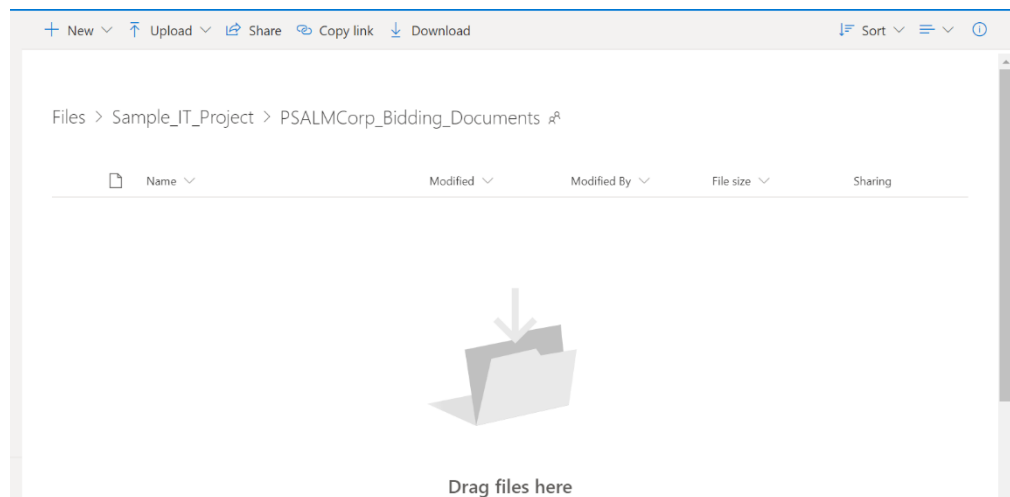 New Upload Share Copy link Download Sort
Files > Sample_IT_Project > PSALMCorp_Bidding_Documents
Name Modified Modified By File size Sharing
Drag files here